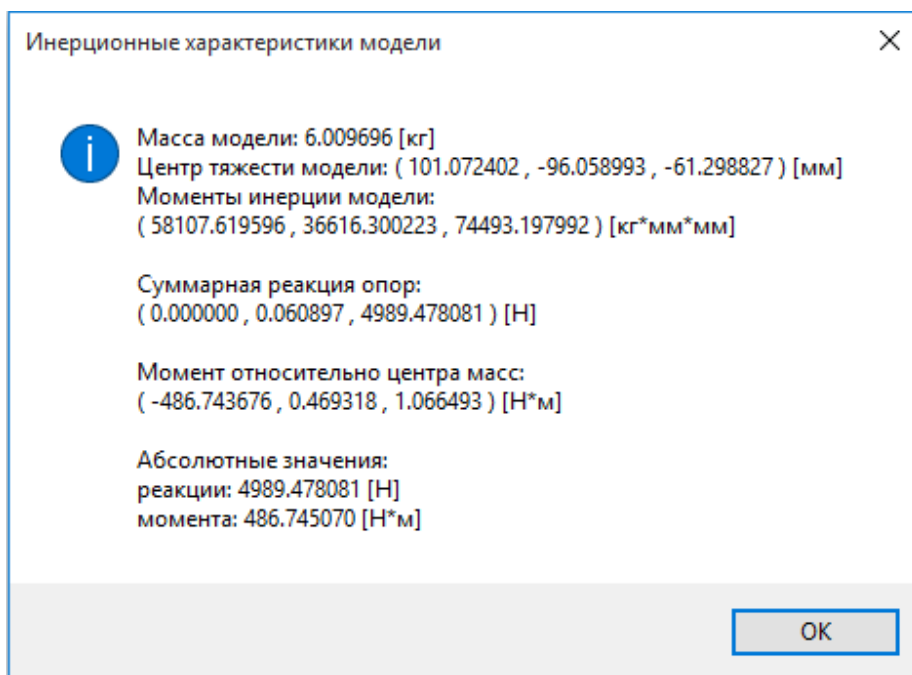 Инерционные характеристики модели
Масса модели: 6.009696 [кг]
Центр тяжести модели: ( 101.072402 , -96.058993 , -61.298827 ) [мм]
Моменты инерции модели:
( 58107.619596 , 36616.300223 , 74493.197992 ) [кг*мм*мм]
Суммарная реакция опор:
( 0.000000 , 0.060897 , 4989.478081 ) [Н]
Момент относительно центра масс:
( -486.743676 , 0.469318 , 1.066493 ) [Н*м]
Абсолютные значения:
реакции: 4989.478081 [Н]
момента: 486.745070 [Н*м]
ОК